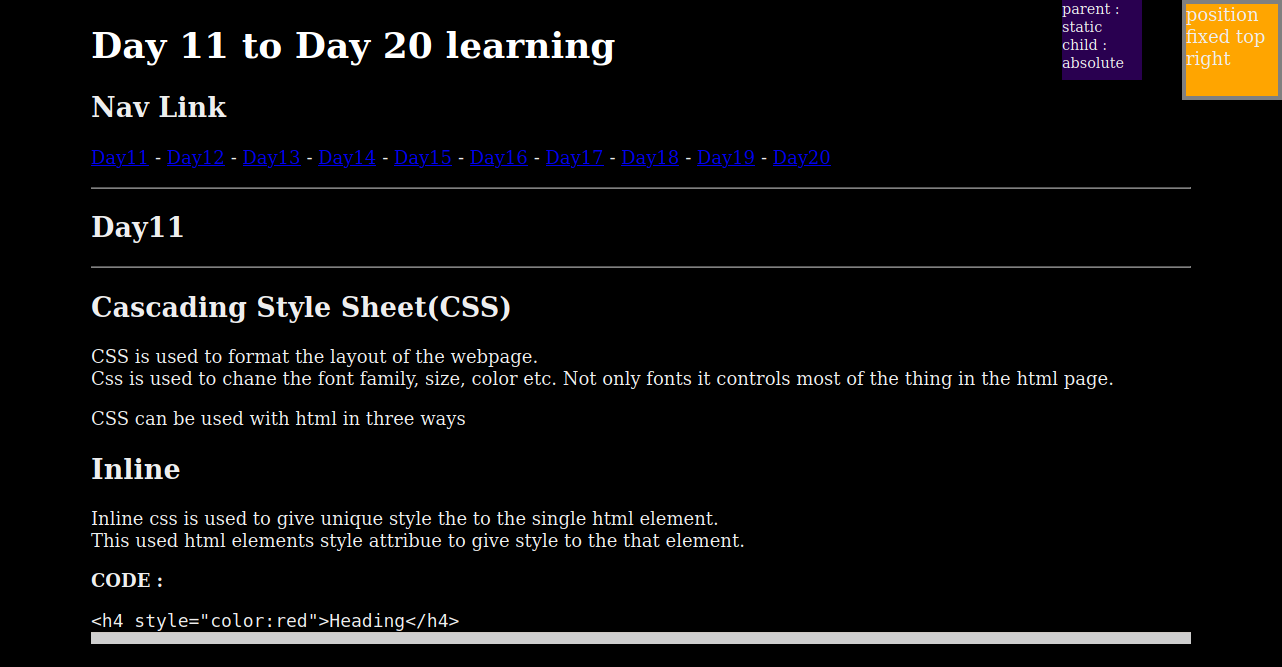 Day 11 to Day 20 learning
parent :
static
child :
absolute
position
fixed top
right
Nav Link
Day11 - Day12 - Day13 - Day14 - Day15 - Day16 - Day17 - Day18 - Day19 - Day20
Day11
Cascading Style Sheet(CSS)
CSS is used to format the layout of the webpage.
Css is used to chane the font family, size, color etc. Not only fonts it controls most of the thing in the html page.
CSS can be used with html in three ways
Inline
Inline css is used to give unique style the to the single html element.
This used html elements style attribue to give style to the that element.
CODE :
<h4 style="color:red">Heading</h4>